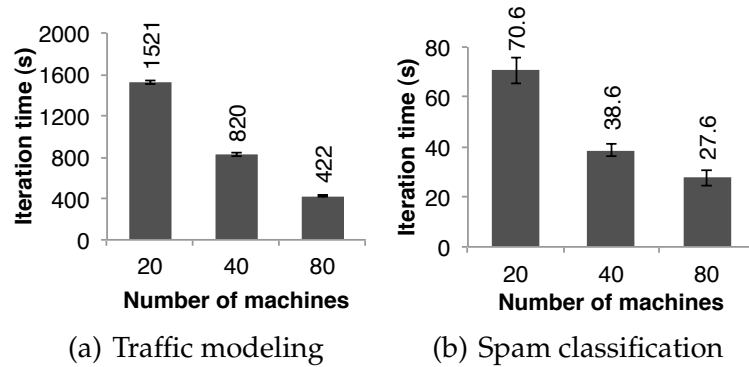 Iteration time (s)
2000
1600
1200
800
400
0
1521
820
422
20 40 80
Number of machines
(a) Traffic modeling
Iteration time (s)
80
60
40
20
0
70.6
38.6
27.6
20 40 80
Number of machines
(b) Spam classification